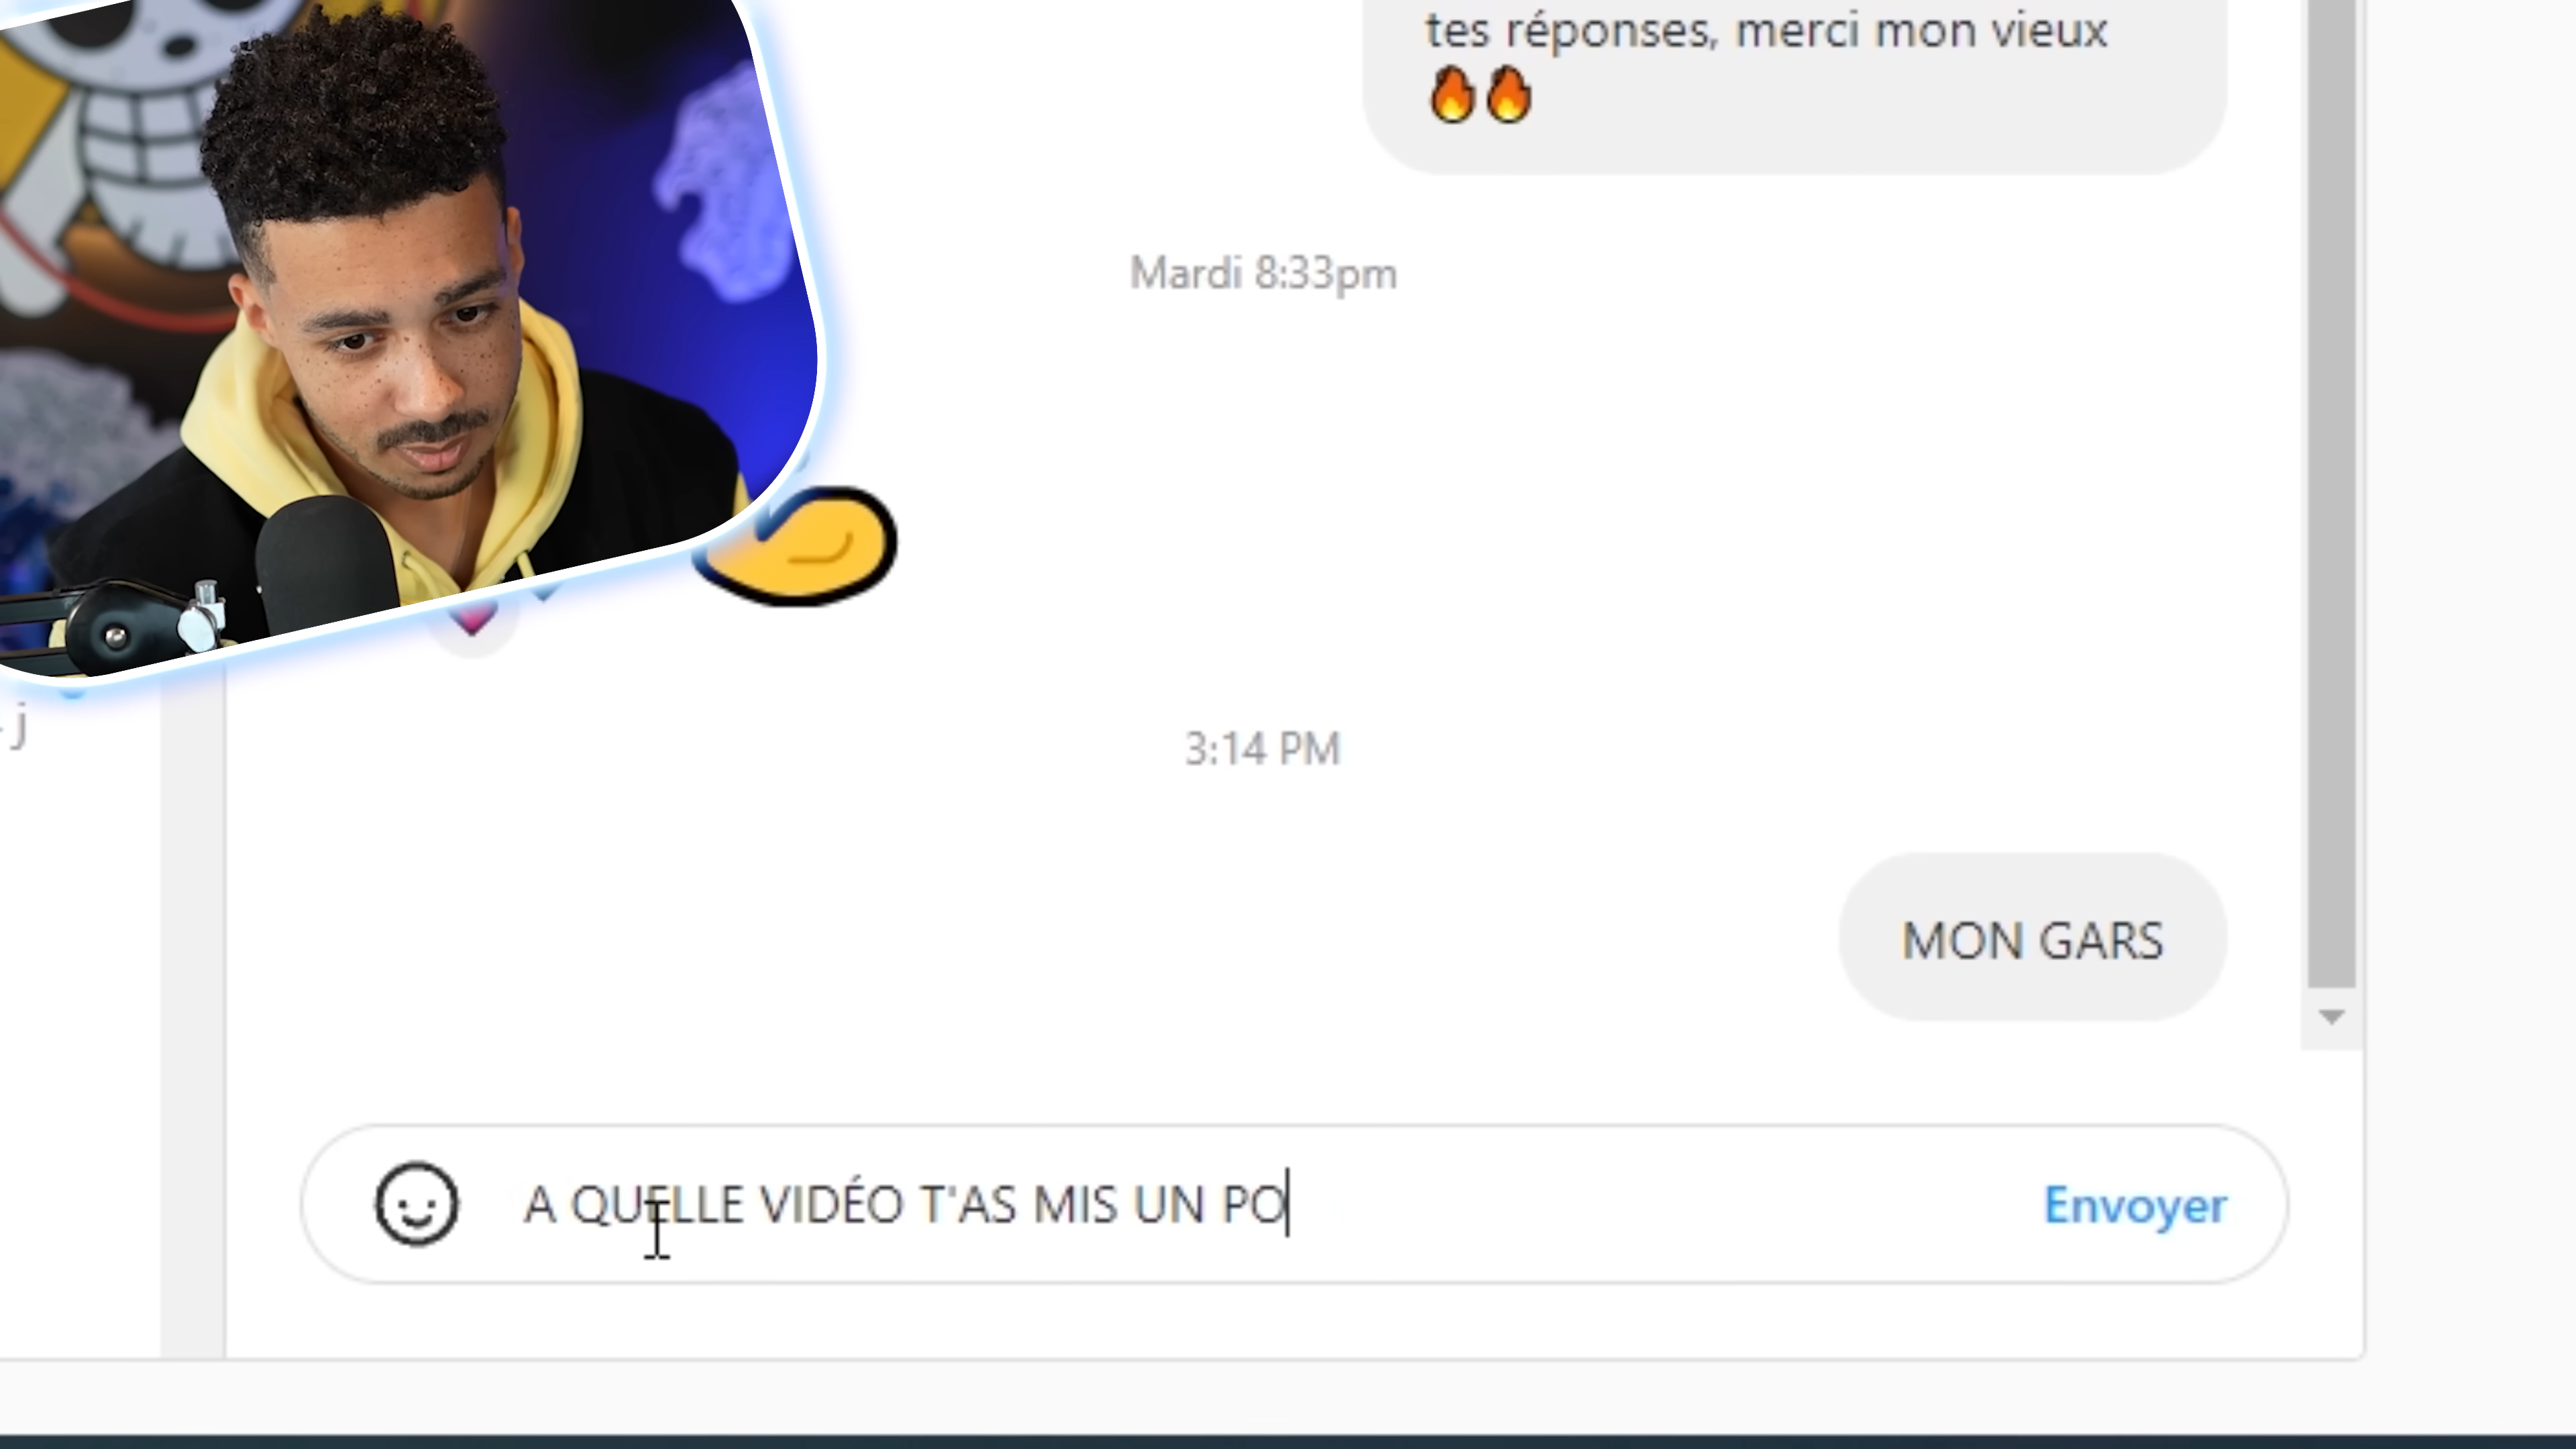 tes réponses, merci mon vieux
🔥🔥
Mardi 8:33pm
j
3:14 PM
MON GARS
A QUELLE VIDÉO T'AS MIS UN PO
Envoyer